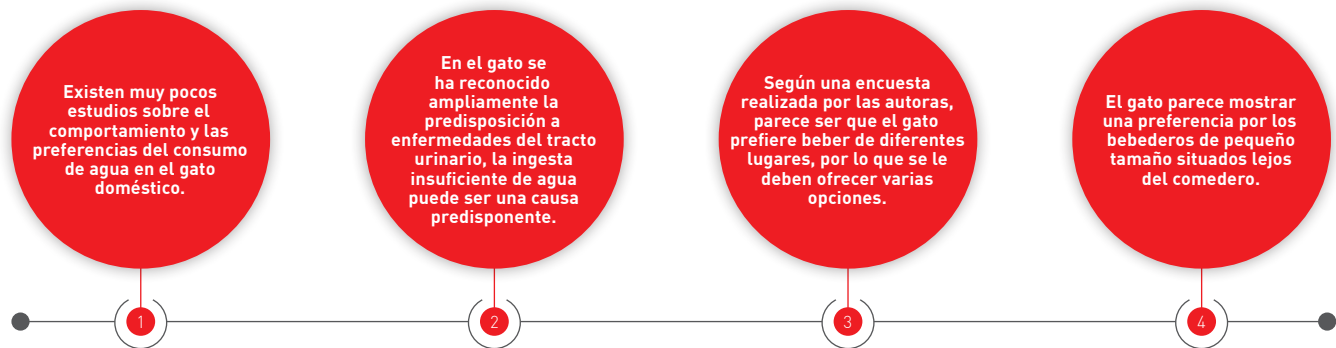 Existen muy pocos
estudios sobre el
comportamiento y las
preferencias del consumo
de agua en el gato
doméstico.
En el gato se
ha reconocido
ampliamente la
predisposición a
enfermedades del tracto
urinario, la ingesta
insuficiente de agua
puede ser una causa
predisponente.
Según una encuesta
realizada por las autoras,
parece ser que el gato
prefiere beber de diferentes
lugares, por lo que se le
deben ofrecer varias
opciones.
El gato parece mostrar
una preferencia por los
bebederos de pequeño
tamaño situados lejos
del comedero.
1
2
3
4